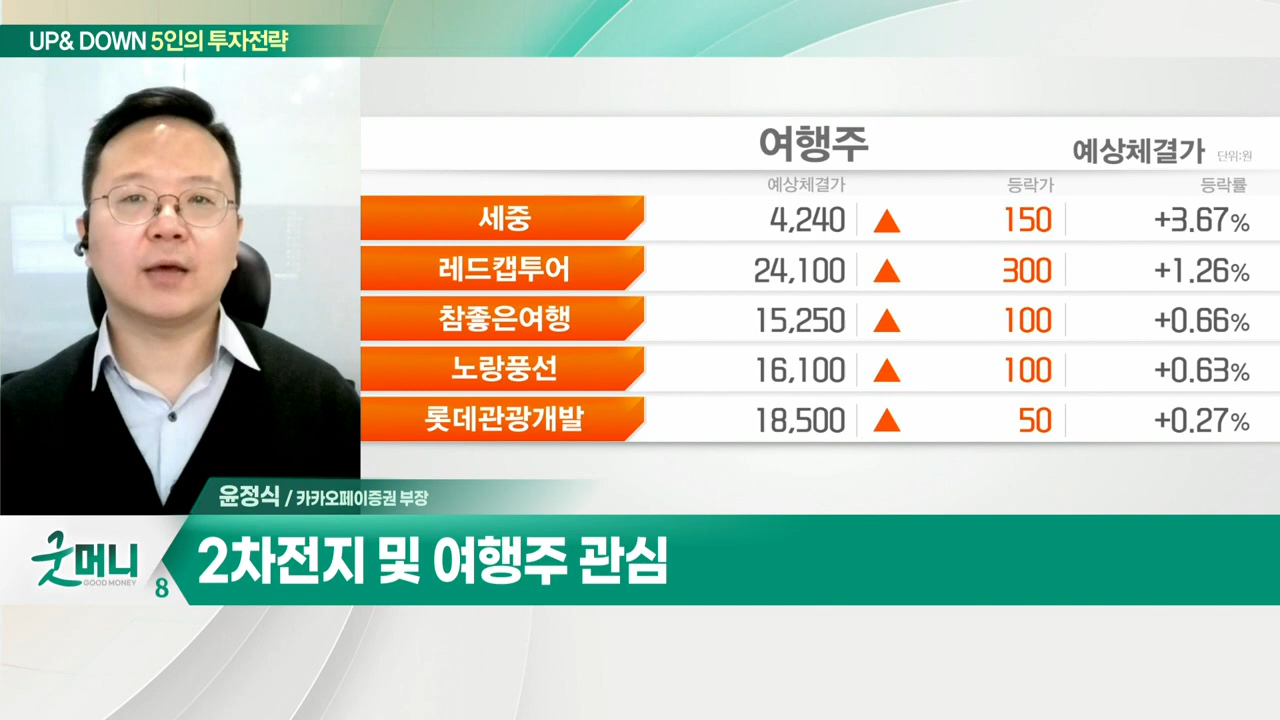 UP& DOWN 5인의 투자전략
여행주 예상체결가 단위:원
예상체결가 등락가 등락률
세중 4,240 ▲ 150 +3.67%
레드캡투어 24,100 ▲ 300 +1.26%
참좋은여행 15,250 ▲ 100 +0.66%
노랑풍선 16,100 ▲ 100 +0.63%
롯데관광개발 18,500 ▲ 50 +0.27%
윤정식 / 카카오페이증권 부장
굿머니
GOOD MONEY
8
2차전지 및 여행주 관심